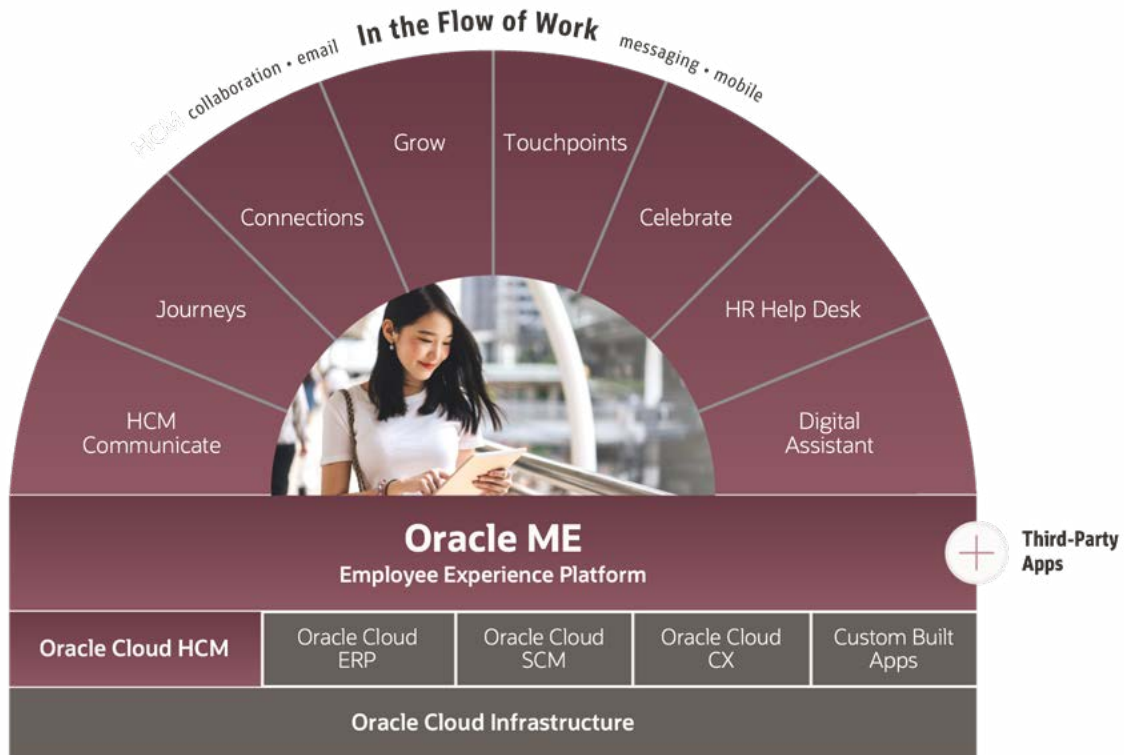 In the Flow of Work
HCM collaboration • email
messaging • mobile
Grow
Touchpoints
Connections
Celebrate
Journeys
HR Help Desk
HCM
Communicate
Digital
Assistant
Oracle ME
Employee Experience Platform
Third-Party
Apps
Oracle Cloud HCM
Oracle Cloud
ERP
Oracle Cloud
SCM
Oracle Cloud
CX
Custom Built
Apps
Oracle Cloud Infrastructure